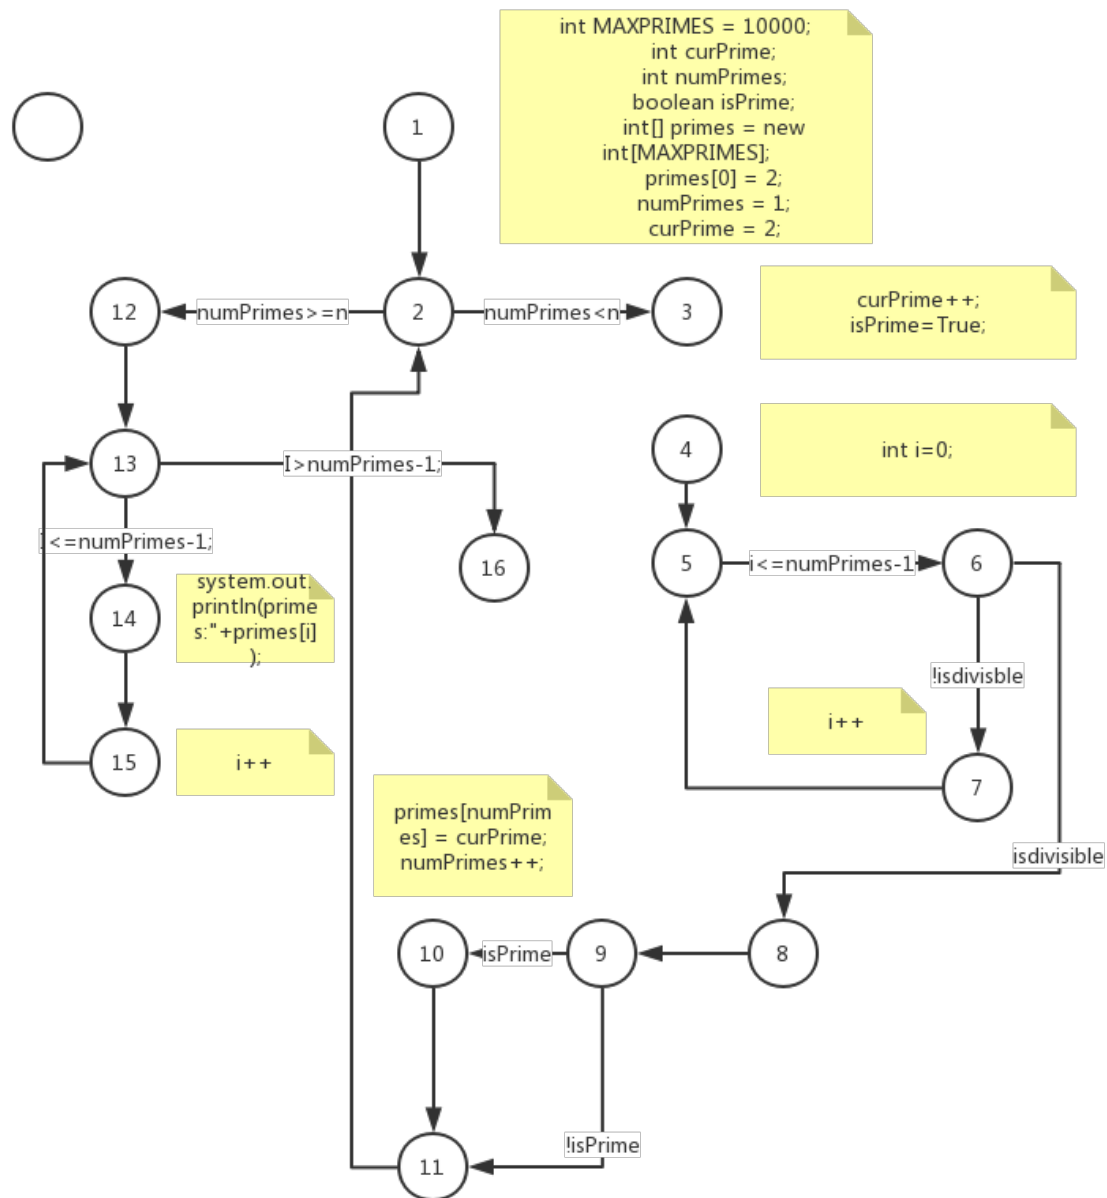 int MAXPRIMES = 10000;
int curPrime;
int numPrimes;
boolean isPrime;
int[] primes = new
int[MAXPRIMES];
primes[0] = 2;
numPrimes = 1;
curPrime = 2;
1
12
numPrimes>=n
2
numPrimes<n
3
curPrime++;
isPrime=True;
4
int i=0;
13
I>numPrimes-1;
I<=numPrimes-1;
16
5
i<=numPrimes-1
6
system.out.
println(prime
s:"+primes[i]
);
14
!isdivisble
i++
7
15
i++
primes[numPrim
es] = curPrime;
numPrimes++;
isdivisible
10
isPrime
9
8
!isPrime
11